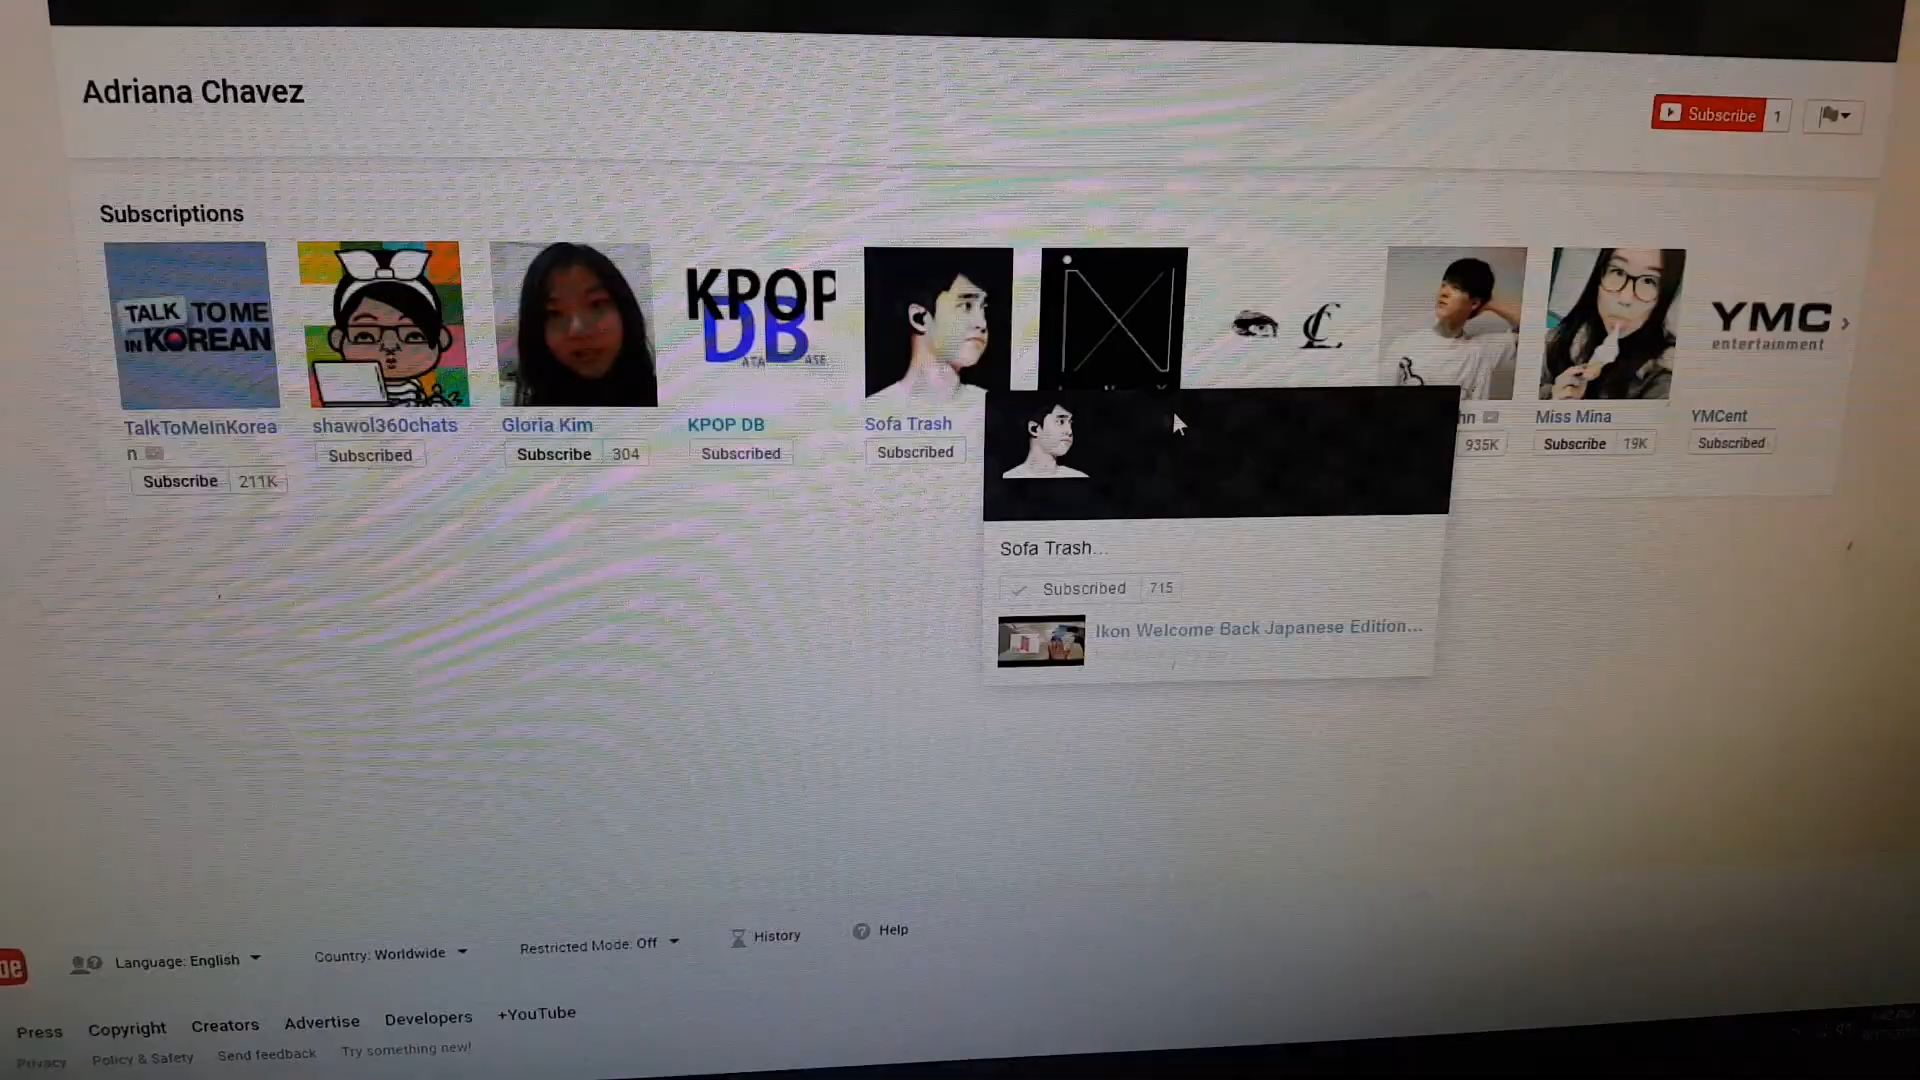 Adriana Chavez
Subscribe 1
Subscriptions
TALK TO ME
IN KOREAN
KPOP
DB
ATA BASE
YMC
entertainment
TalkToMeInKorea
n
Subscribe 211K
shawol360chats
Subscribed
Gloria Kim
Subscribe 304
KPOP DB
Subscribed
Sofa Trash
Subscribed
hn
935K
Miss Mina
Subscribe 19K
YMCent
Subscribed
Sofa Trash...
Subscribed 715
Ikon Welcome Back Japanese Edition...
Language: English
Country: Worldwide
Restricted Mode: Off
History
Help
Press Copyright Creators Advertise Developers +YouTube
Privacy Policy & Safety Send feedback Try something new!